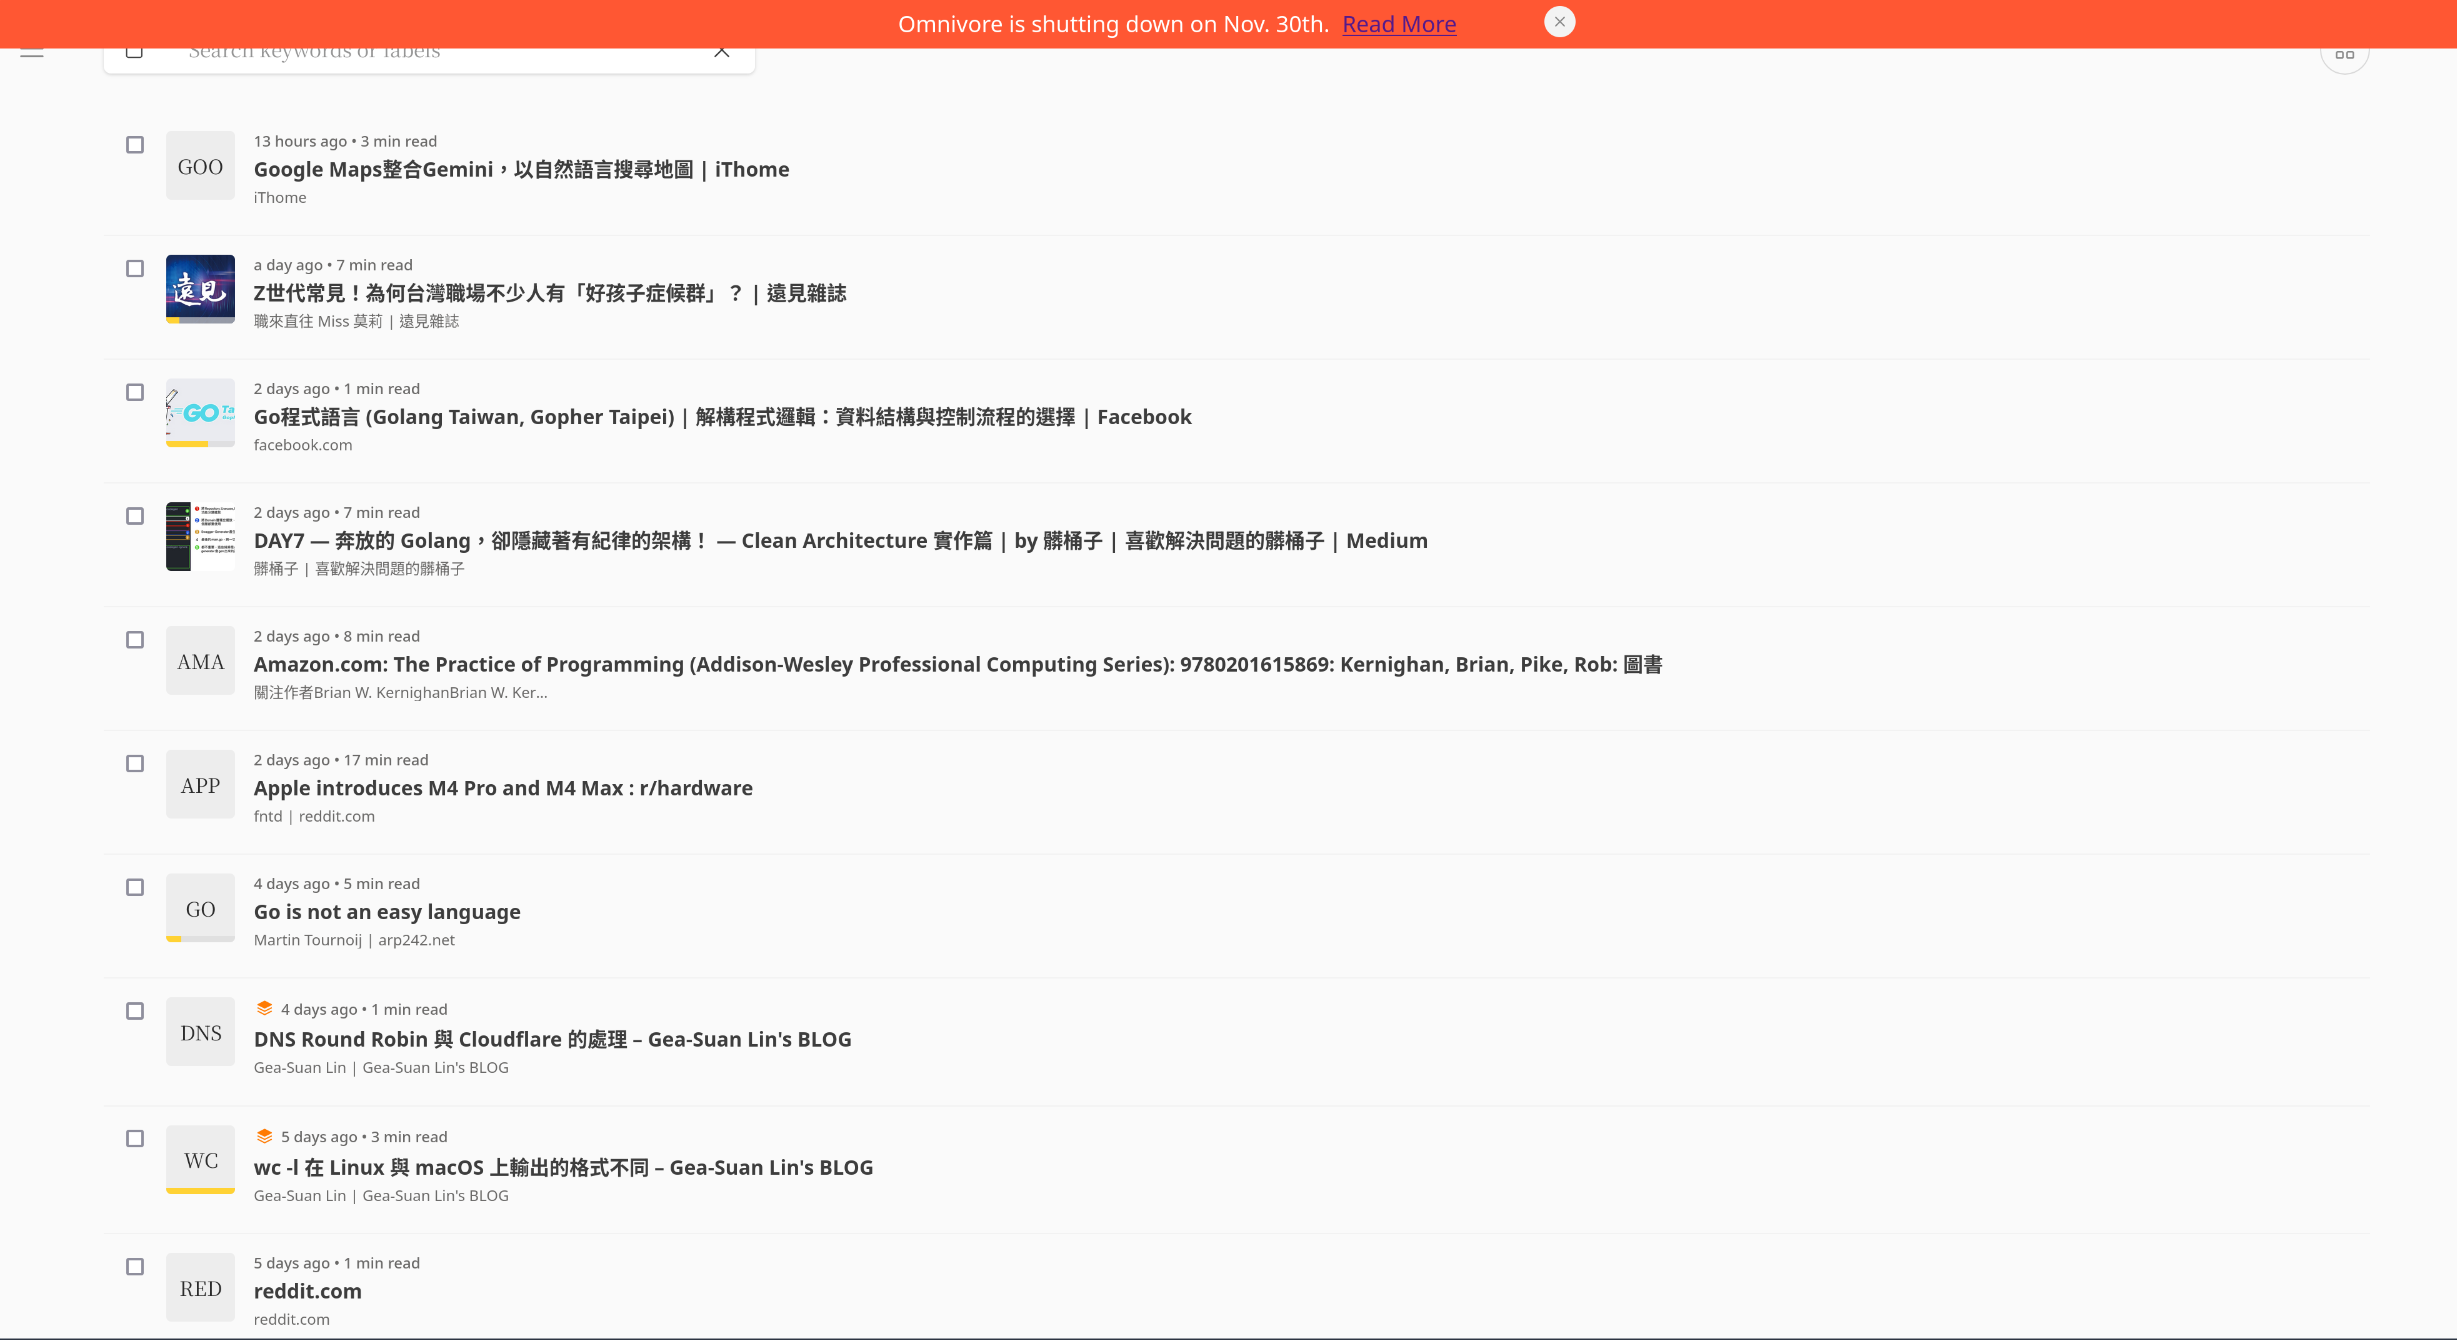 Omnivore is shutting down on Nov. 30th. Read More
Search keywords or labels
GOO
13 hours ago • 3 min read
Google Maps整合Gemini，以自然語言搜尋地圖 | iThome
iThome
遠見
a day ago • 7 min read
Z世代常見！為何台灣職場不少人有「好孩子症候群」？ | 遠見雜誌
職來直往 Miss 莫莉 | 遠見雜誌
GO Ta
2 days ago • 1 min read
Go程式語言 (Golang Taiwan, Gopher Taipei) | 解構程式邏輯：資料結構與控制流程的選擇 | Facebook
facebook.com
2 days ago • 7 min read
DAY7 — 奔放的 Golang，卻隱藏著有紀律的架構！ — Clean Architecture 實作篇 | by 髒桶子 | 喜歡解決問題的髒桶子 | Medium
髒桶子 | 喜歡解決問題的髒桶子
AMA
2 days ago • 8 min read
Amazon.com: The Practice of Programming (Addison-Wesley Professional Computing Series): 9780201615869: Kernighan, Brian, Pike, Rob: 圖書
關注作者Brian W. KernighanBrian W. Ker...
APP
2 days ago • 17 min read
Apple introduces M4 Pro and M4 Max : r/hardware
fntd | reddit.com
GO
4 days ago • 5 min read
Go is not an easy language
Martin Tournoij | arp242.net
DNS
4 days ago • 1 min read
DNS Round Robin 與 Cloudflare 的處理 – Gea-Suan Lin's BLOG
Gea-Suan Lin | Gea-Suan Lin's BLOG
WC
5 days ago • 3 min read
wc -l 在 Linux 與 macOS 上輸出的格式不同 – Gea-Suan Lin's BLOG
Gea-Suan Lin | Gea-Suan Lin's BLOG
RED
5 days ago • 1 min read
reddit.com
reddit.com